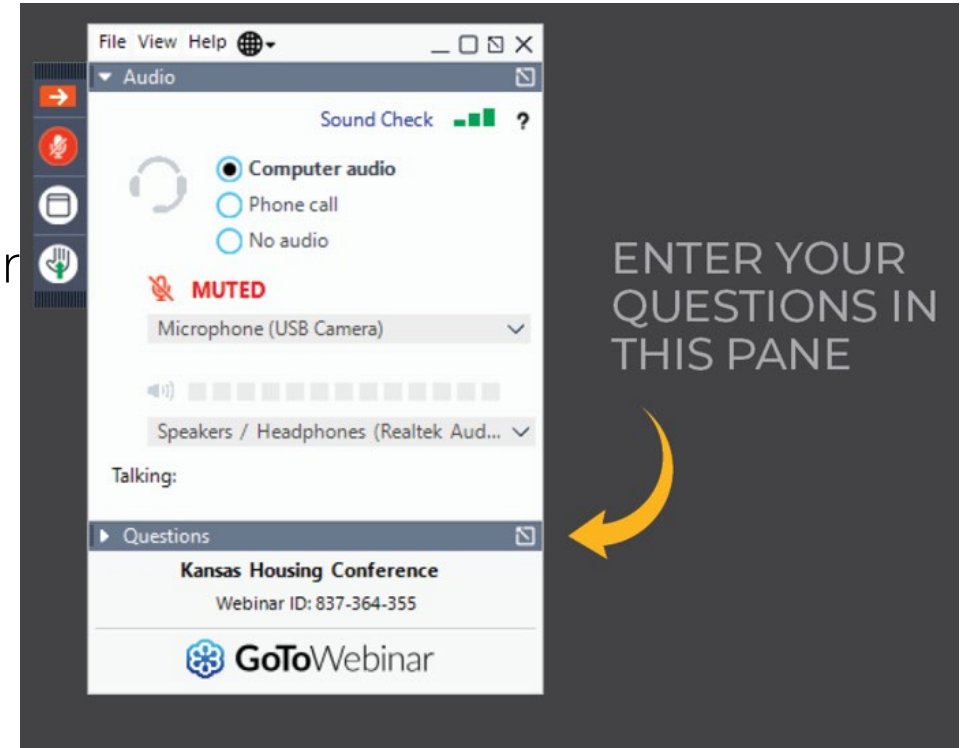 File View Help
Audio
Sound Check ?
Computer audio
Phone call
No audio
r
MUTED
Microphone (USB Camera)
Speakers / Headphones (Realtek Aud...
Talking:
Questions
Kansas Housing Conference
Webinar ID: 837-364-355
GoToWebinar
ENTER YOUR
QUESTIONS IN
THIS PANE